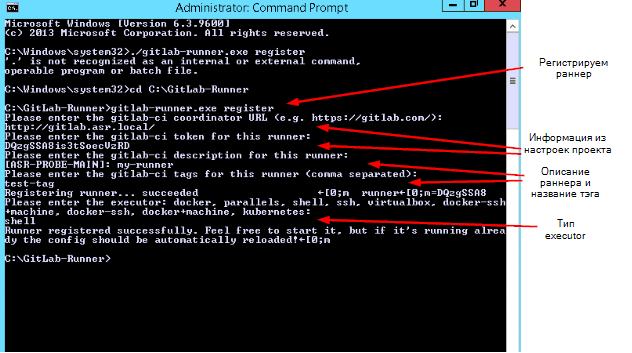 Administrator: Command Prompt
Microsoft Windows [Version 6.3.9600]
(c) 2013 Microsoft Corporation. All rights reserved.
C:\Windows\system32>./gitlab-runner.exe register
'.' is not recognized as an internal or external command,
operable program or batch file.
C:\Windows\system32>cd C:\GitLab-Runner
C:\GitLab-Runner>gitlab-runner.exe register
Please enter the gitlab-ci coordinator URL (e.g. https://gitlab.com/):
http://gitlab.asr.local/
Please enter the gitlab-ci token for this runner:
DQzgSSA8is3tSoecVzRD
Please enter the gitlab-ci description for this runner:
[ASR-PROBE-MAIN]: my-runner
Please enter the gitlab-ci tags for this runner (comma separated):
test-tag
Registering runner... succeeded ←[0;m runner←[0;m=DQzgSSA8
Please enter the executor: docker, parallels, shell, ssh, virtualbox, docker-ssh
+machine, docker-ssh, docker+machine, kubernetes:
shell
Runner registered successfully. Feel free to start it, but if it's running alrea
dy the config should be automatically reloaded!←[0;m
C:\GitLab-Runner>
Регистрируем
раннер
Информация из
настроек проекта
Описание
раннера и
название тэга
Тип
executor